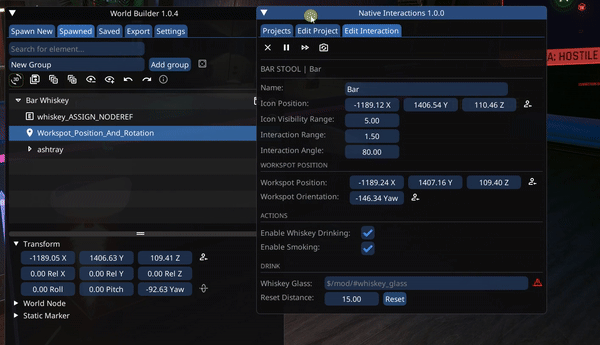 World Builder 1.0.4
Spawn New Spawned Saved Export Settings
Search for element...
New Group Add group
Bar Whiskey
whiskey_ASSIGN_NODEREF
Workspot_Position_And_Rotation
ashtray
Transform
-1189.05 X 1406.63 Y 109.41 Z
0.00 Rel X 0.00 Rel Y 0.00 Rel Z
0.00 Roll 0.00 Pitch -92.63 Yaw
World Node
Static Marker
Native Interactions 1.0.0
Projects Edit Project Edit Interaction
BAR STOOL | Bar
Name: Bar
Icon Position: -1189.12 X 1406.54 Y 110.46 Z
Icon Visibility Range: 5.00
Interaction Range: 1.50
Interaction Angle: 80.00
WORKSPOT POSITION
Workspot Position: -1189.24 X 1407.16 Y 109.40 Z
Workspot Orientation: -146.34 Yaw
ACTIONS
Enable Whiskey Drinking:
Enable Smoking:
DRINK
Whiskey Glass: $/mod/#whiskey_glass
Reset Distance: 15.00 Reset
A: HOSTILE